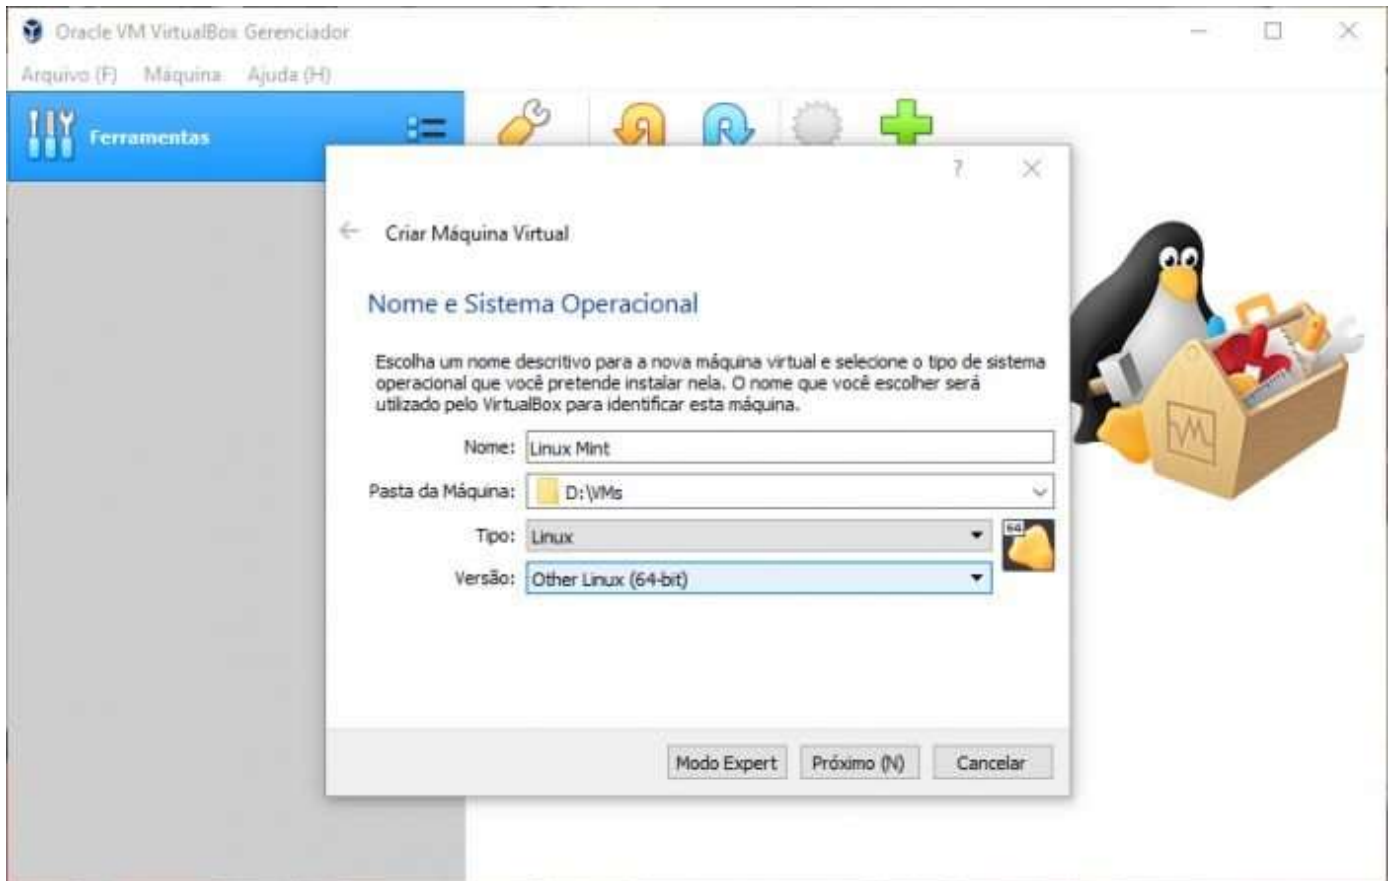 Oracle VM VirtualBox Gerenciador
Arquivo (F) Máquina Ajuda (H)
Ferramentas
?
Criar Máquina Virtual
Nome e Sistema Operacional
Escolha um nome descritivo para a nova máquina virtual e selecione o tipo de sistema
operacional que você pretende instalar nela. O nome que você escolher será
utilizado pelo VirtualBox para identificar esta máquina.
Nome: Linux Mint
Pasta da Máquina: D:\VMs
Tipo: Linux
64
Versão: Other Linux (64-bit)
Modo Expert Próximo (N) Cancelar